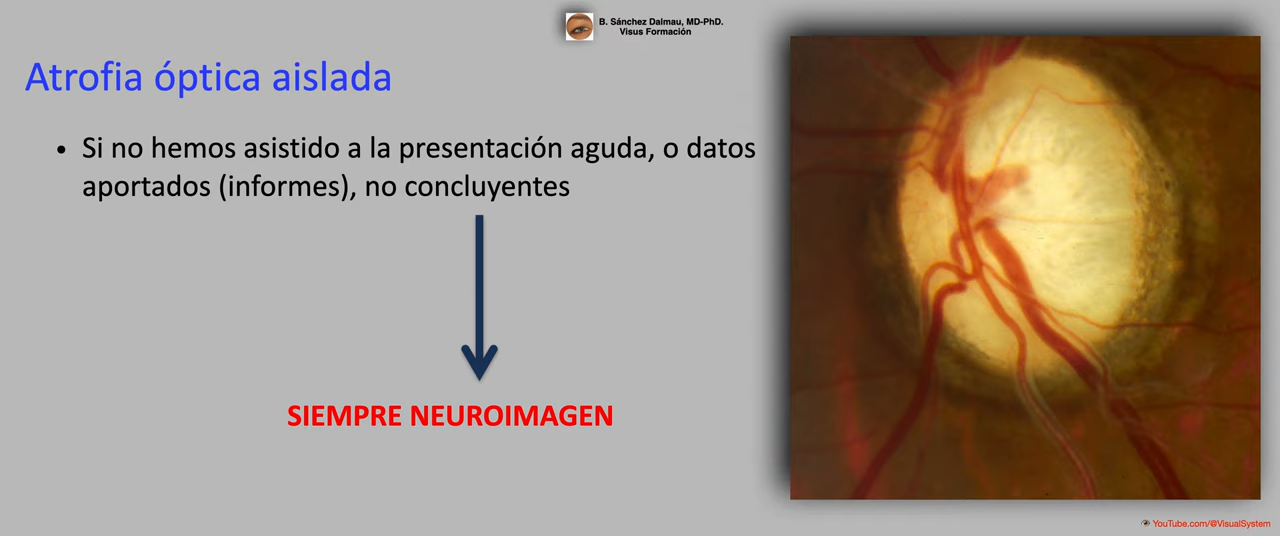 B. Sánchez Dalmau, MD-PhD.
Visus Formación
Atrofia óptica aislada
• Si no hemos asistido a la presentación aguda, o datos
aportados (informes), no concluyentes
SIEMPRE NEUROIMAGEN
YouTube.com/@VisualSystem